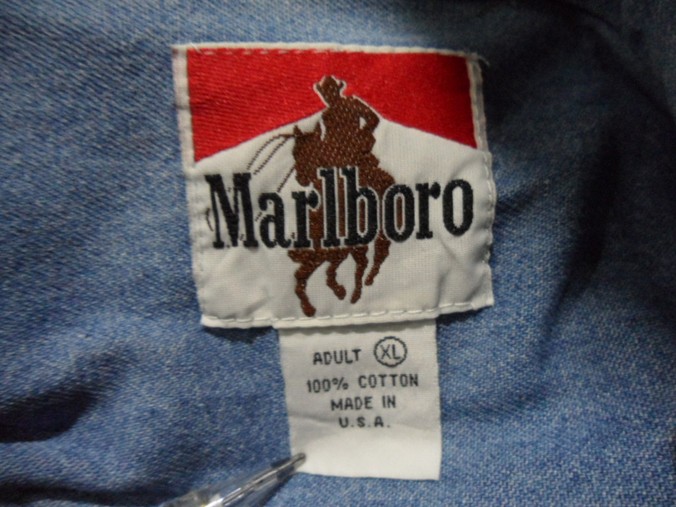 Marlboro
ADULT XL
100% COTTON
MADE IN
U.S.A.